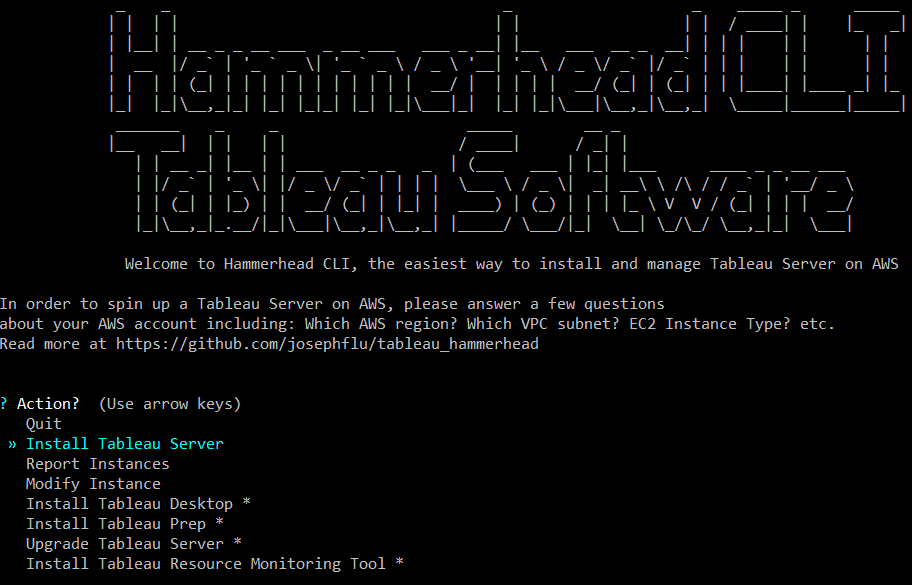 Hammerhead CLI
Tableau Software
Welcome to Hammerhead CLI, the easiest way to install and manage Tableau Server on AWS
In order to spin up a Tableau Server on AWS, please answer a few questions
about your AWS account including: Which AWS region? Which VPC subnet? EC2 Instance Type? etc.
Read more at https://github.com/josephflu/tableau_hammerhead
? Action?  (Use arrow keys)
Quit
» Install Tableau Server
Report Instances
Modify Instance
Install Tableau Desktop *
Install Tableau Prep *
Upgrade Tableau Server *
Install Tableau Resource Monitoring Tool *